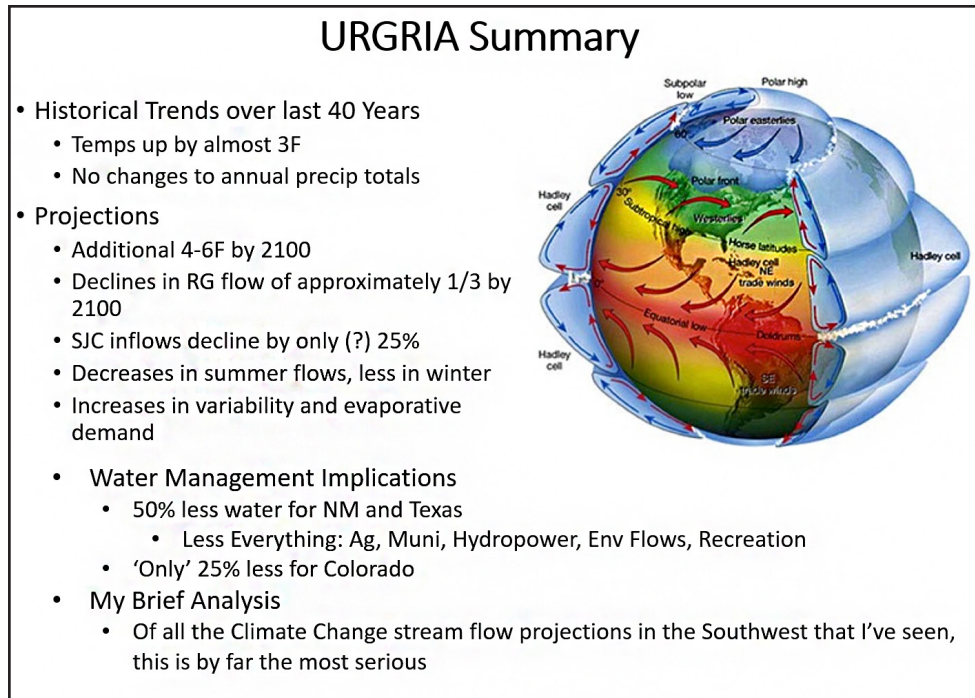 URGRIA Summary
• Historical Trends over last 40 Years
• Temps up by almost 3F
• No changes to annual precip totals
• Projections
• Additional 4-6F by 2100
• Declines in RG flow of approximately 1/3 by
2100
• SJC inflows decline by only (?) 25%
• Decreases in summer flows, less in winter
• Increases in variability and evaporative
demand
• Water Management Implications
• 50% less water for NM and Texas
• Less Everything: Ag, Muni, Hydropower, Env Flows, Recreation
• ‘Only’ 25% less for Colorado
• My Brief Analysis
• Of all the Climate Change stream flow projections in the Southwest that I’ve seen,
this is by far the most serious
Subpolar
low
Polar high
Polar easterlies
60°
Polar front
Hadley
cell
30°
Subtropical high
Westerlies
Horse latitudes
Hadley cell
Hadley cell
NE
trade winds
0°
Equatorial low
Doldrums
Hadley
cell
SE
trade winds